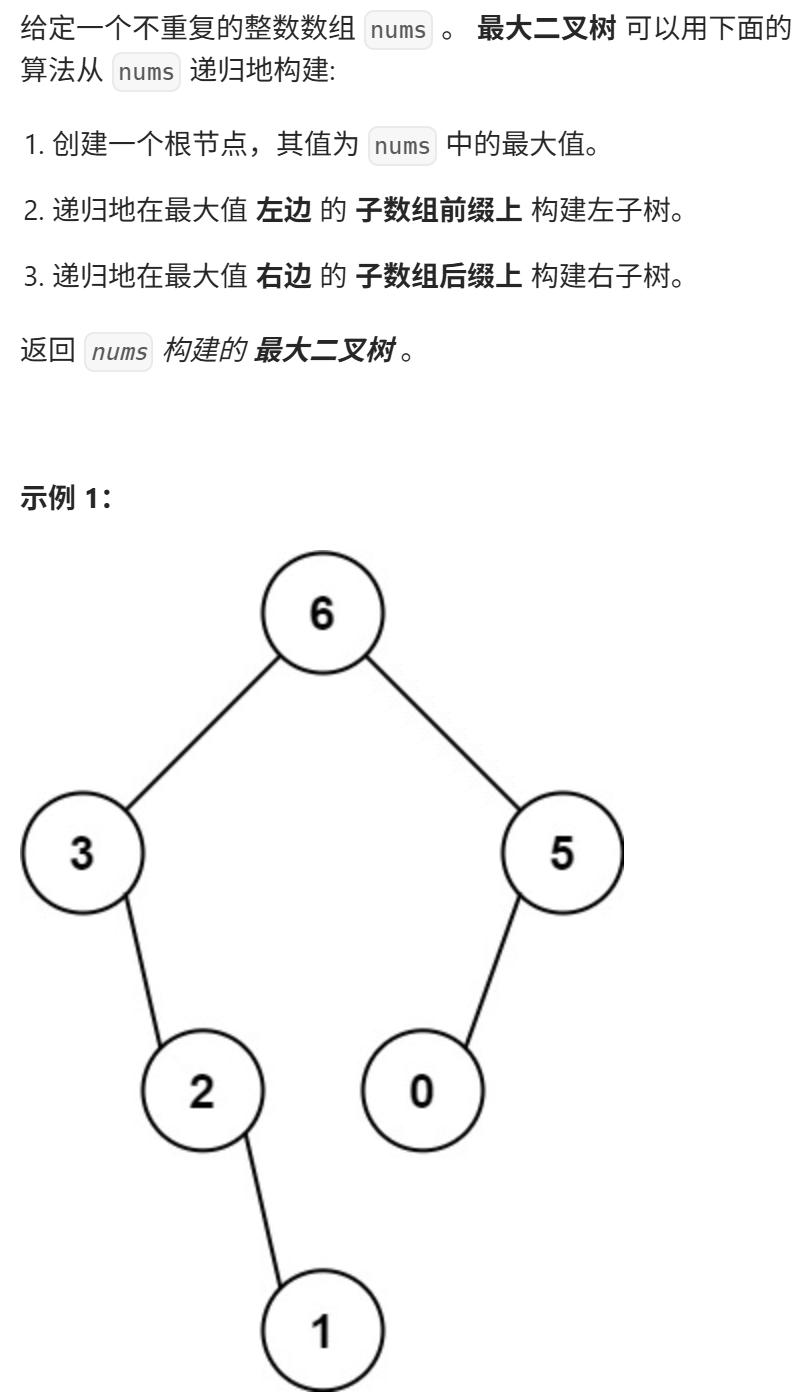 给定一个不重复的整数数组 nums 。 最大二叉树 可以用下面的
算法从 nums 递归地构建:
1. 创建一个根节点，其值为 nums 中的最大值。
2. 递归地在最大值 左边 的 子数组前缀上 构建左子树。
3. 递归地在最大值 右边 的 子数组后缀上 构建右子树。
返回 nums 构建的 最大二叉树 。
示例 1：
6
3 5
2 0
1